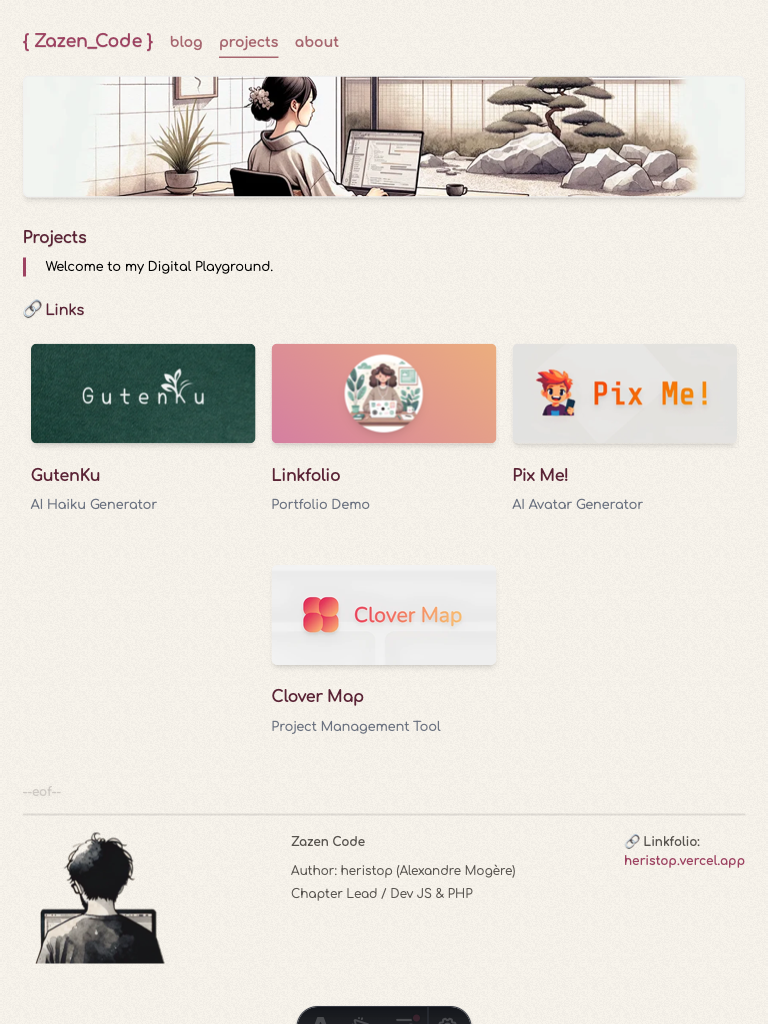 { Zazen_Code } blog projects about
Projects
Welcome to my Digital Playground.
🔗 Links
GutenKu
Pix Me!
GutenKu Linkfolio Pix Me!
AI Haiku Generator Portfolio Demo AI Avatar Generator
Clover Map
Clover Map
Project Management Tool
--eof--
Zazen Code
Author: heristop (Alexandre Mogère)
Chapter Lead / Dev JS & PHP
🔗 Linkfolio:
heristop.vercel.app